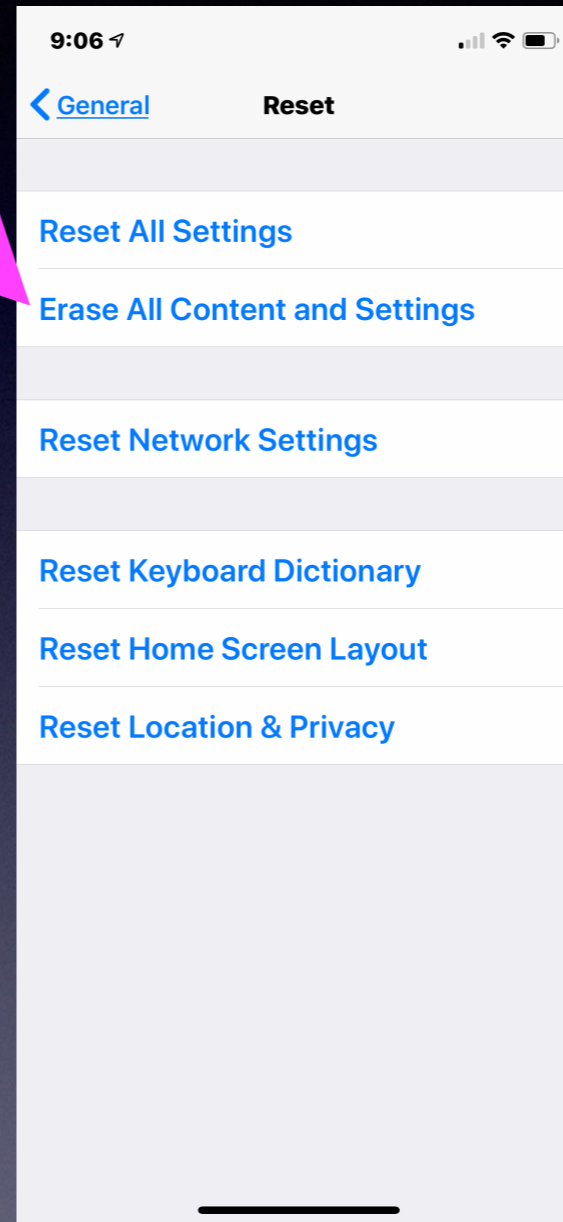 9:06
General
Reset
Reset All Settings
Erase All Content and Settings
Reset Network Settings
Reset Keyboard Dictionary
Reset Home Screen Layout
Reset Location & Privacy